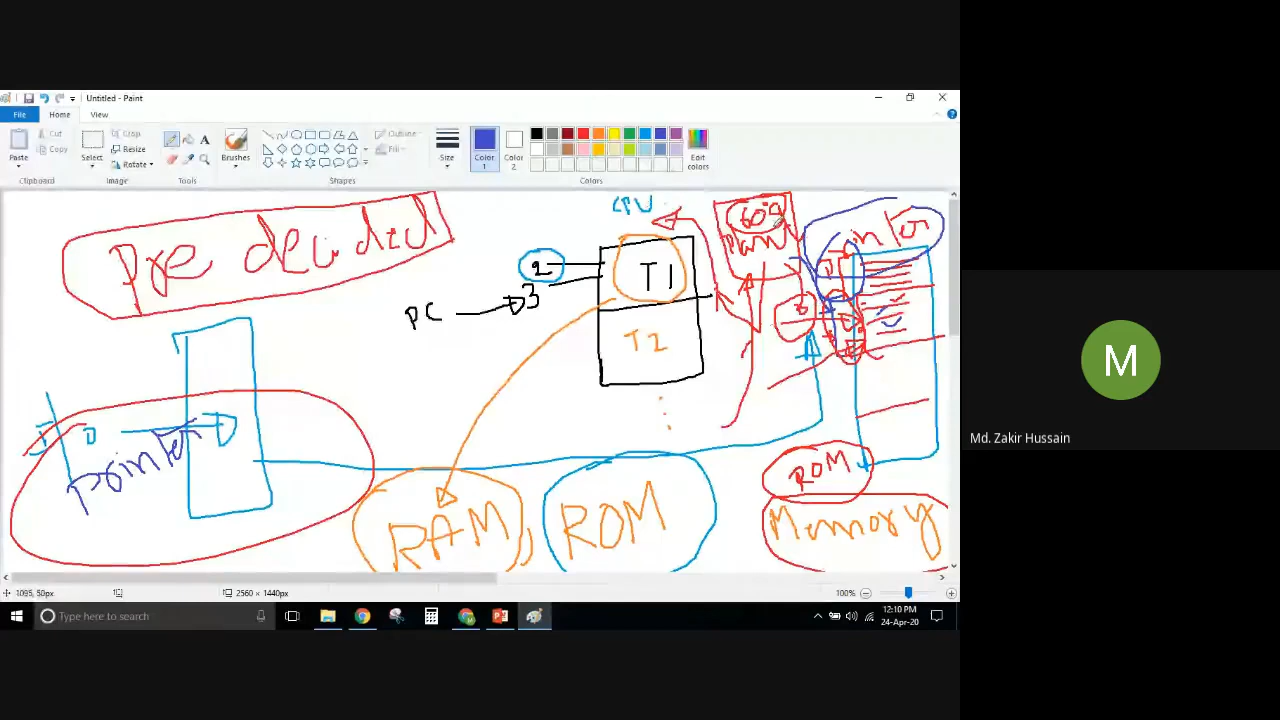 Untitled - Paint
File
Home
View
Paste
Cut
Copy
Clipboard
Select
Crop
Resize
Rotate
Image
Tools
Brushes
Shapes
Outline
Fill
Size
Color 1
Color 2
Edit colors
Colors
Pre decided
CPU
2
3
PC
T1
T2
pointer
RAM,
ROM
ROM
Memory
M
Md. Zakir Hussain
1095, 50px
2560 × 1440px
100%
Type here to search
12:10 PM
24-Apr-20